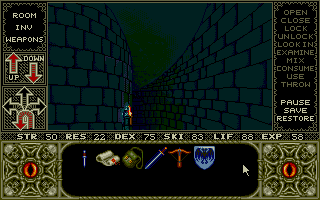 ROOM
INV
WEAPONS
UP
DOWN
OPEN
CLOSE
LOCK
UNLOCK
LOOK IN
EXAMINE
MIX
CONSUME
USE
THROW
PAUSE
SAVE
RESTORE
STR 50 RES 22 DEX 75 SKI 83 LIF 88 EXP 58